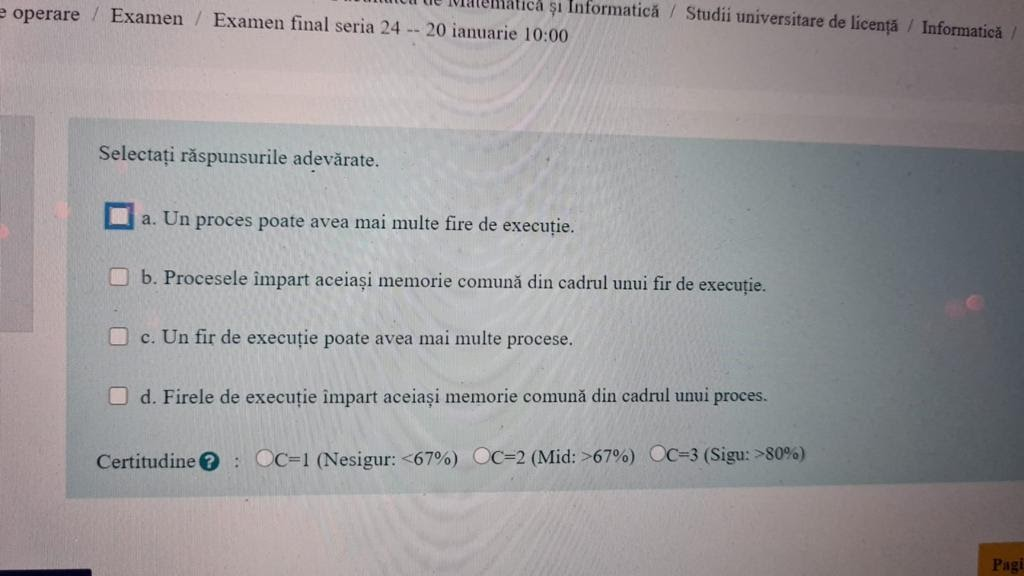 e operare / Examen / Examen final seria 24 -- 20 ianuarie 10:00
de Matematică și Informatică / Studii universitare de licență / Informatică /
Selectați răspunsurile adevărate.
a. Un proces poate avea mai multe fire de execuție.
b. Procesele împart aceiași memorie comună din cadrul unui fir de execuție.
c. Un fir de execuție poate avea mai multe procese.
d. Firele de execuție împart aceiași memorie comună din cadrul unui proces.
Certitudine ? : C=1 (Nesigur: <67%) C=2 (Mid: >67%) C=3 (Sigu: >80%)
Pagi